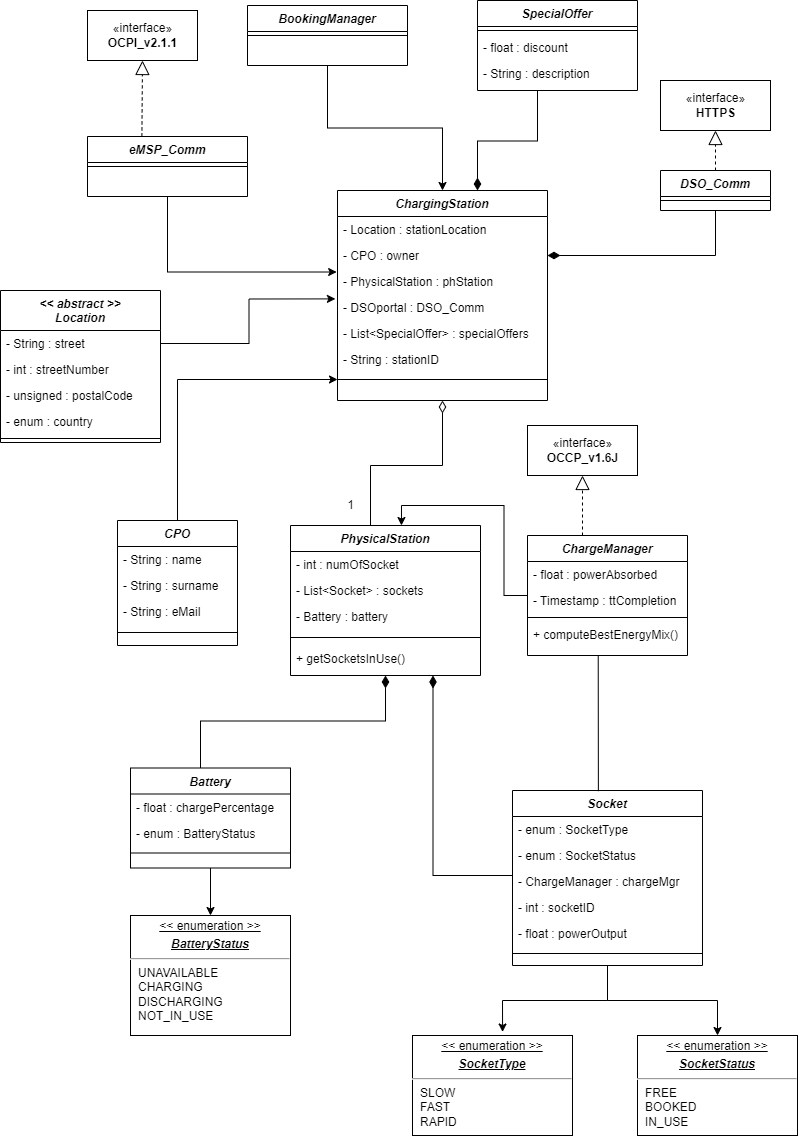 BookingManager
SpecialOffer
- float : discount
- String : description
«interface»
OCPI_v2.1.1
«interface»
HTTPS
eMSP_Comm
DSO_Comm
ChargingStation
- Location : stationLocation
- CPO : owner
- PhysicalStation : phStation
- DSOportal : DSO_Comm
- List<SpecialOffer> : specialOffers
- String : stationID
<< abstract >>
Location
- String : street
- int : streetNumber
- unsigned : postalCode
- enum : country
«interface»
OCCP_v1.6J
1
CPO
- String : name
- String : surname
- String : eMail
PhysicalStation
- int : numOfSocket
- List<Socket> : sockets
- Battery : battery
+ getSocketsInUse()
ChargeManager
- float : powerAbsorbed
- Timestamp : ttCompletion
+ computeBestEnergyMix()
Battery
- float : chargePercentage
- enum : BatteryStatus
Socket
- enum : SocketType
- enum : SocketStatus
- ChargeManager : chargeMgr
- int : socketID
- float : powerOutput
<< enumeration >>
BatteryStatus
UNAVAILABLE
CHARGING
DISCHARGING
NOT_IN_USE
<< enumeration >>
SocketType
SLOW
FAST
RAPID
<< enumeration >>
SocketStatus
FREE
BOOKED
IN_USE